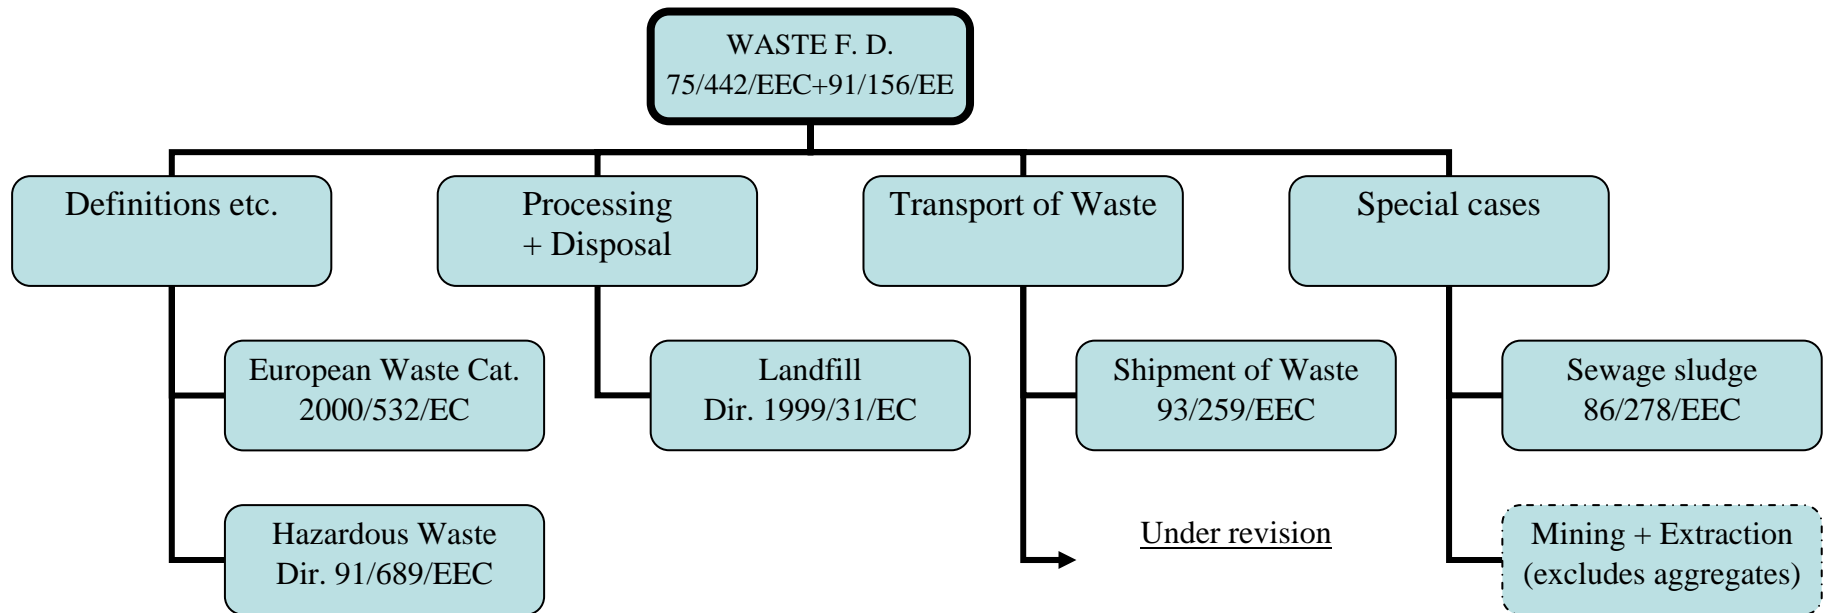 WASTE F. D.
75/442/EEC+91/156/EE
Definitions etc.
Processing
+ Disposal
Transport of Waste
Special cases
European Waste Cat.
2000/532/EC
Landfill
Dir. 1999/31/EC
Shipment of Waste
93/259/EEC
Sewage sludge
86/278/EEC
Hazardous Waste
Dir. 91/689/EEC
Under revision
Mining + Extraction
(excludes aggregates)